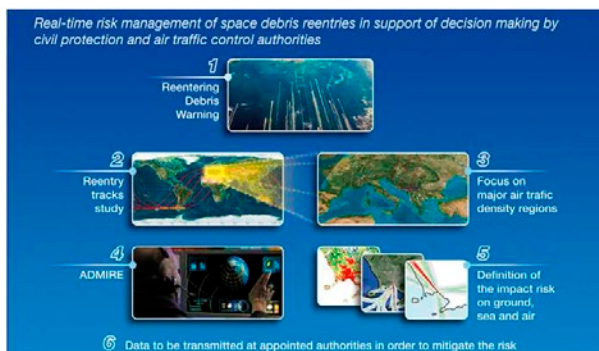 Real-time risk management of space debris reentries in support of decision making by
civil protection and air traffic control authorities
1
Reentering
Debris
Warning
2
Reentry
tracks
study
3
Focus on
major air trafic
density regions
4
ADMIRE
5
Definition of
the impact risk
on ground,
sea and air
6 Data to be transmitted at appointed authorities in order to mitigate the risk